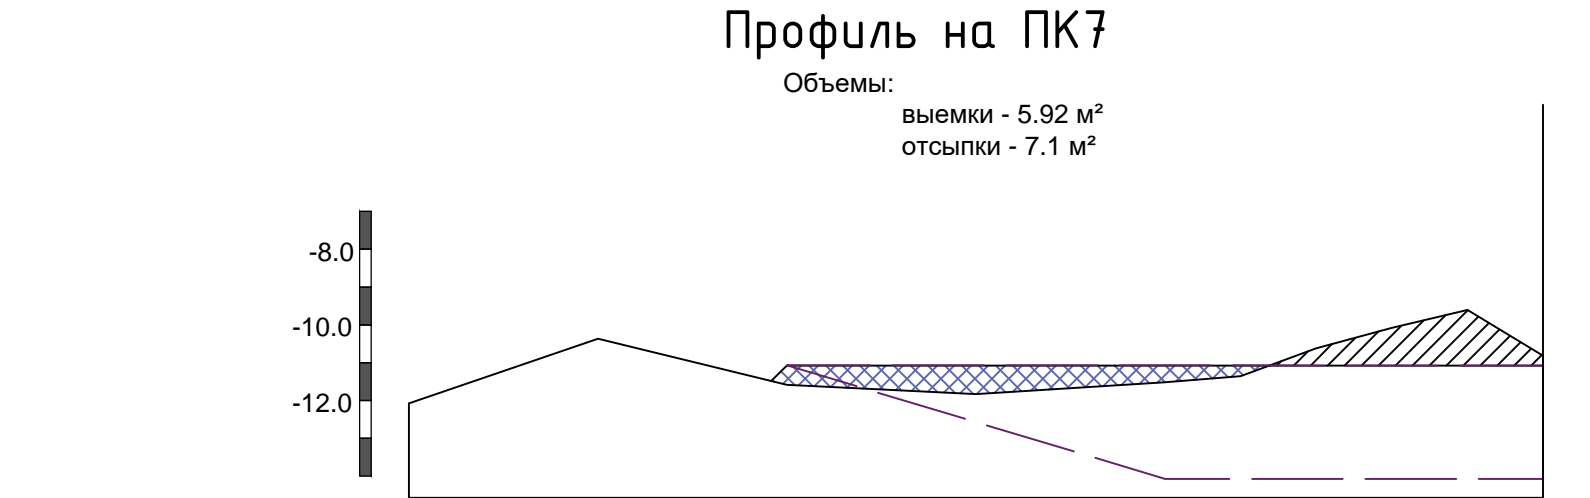 Профиль на ПК7
Объемы:
выемки - 5.92 м²
отсыпки - 7.1 м²
-8.0
-10.0
-12.0